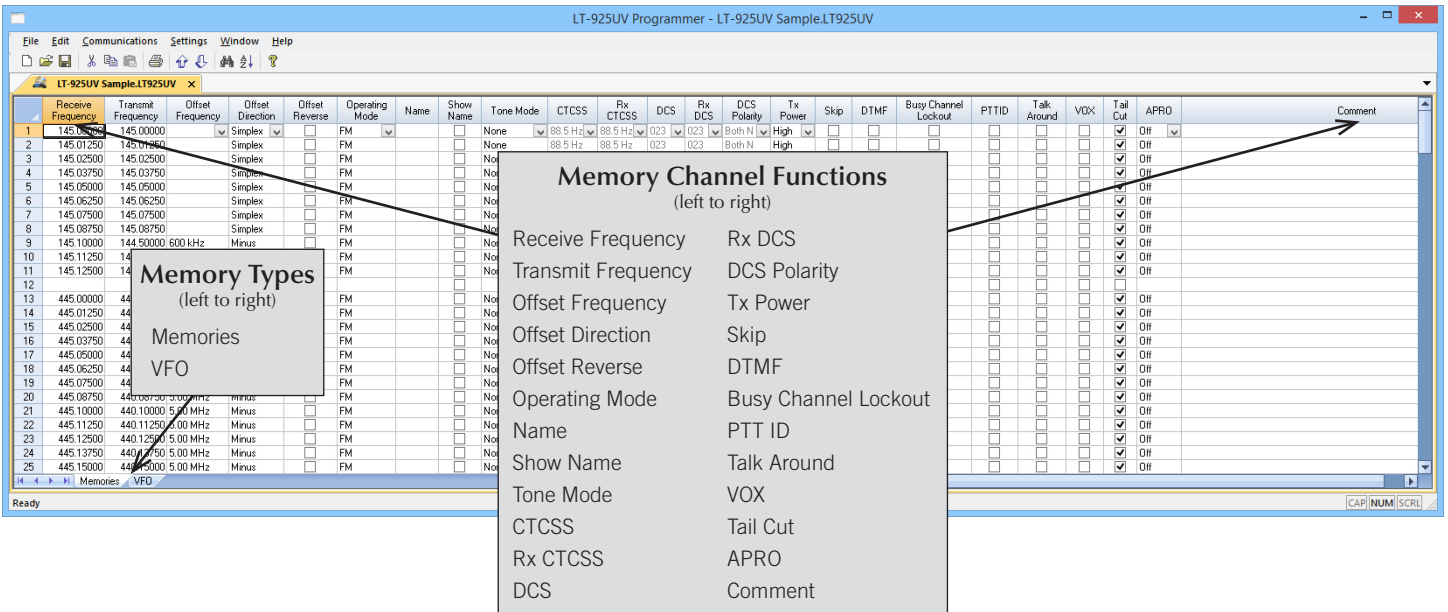 LT-925UV Programmer - LT-925UV Sample.LT925UV
File Edit Communications Settings Window Help
LT-925UV Sample.LT925UV
Receive Frequency Transmit Frequency Offset Frequency Offset Direction Offset Reverse Operating Mode Name Show Name Tone Mode CTCSS Rx CTCSS DCS Rx DCS DCS Polarity Tx Power Skip DTMF Busy Channel Lockout PTTID Talk Around VOX Tail Cut APRO Comment
1 145.00000 145.00000 Simplex FM None 88.5 Hz 88.5 Hz 023 023 Both N High Off
2 145.01250 145.01250 Simplex FM None 88.5 Hz 88.5 Hz 023 023 Both N High Off
3 145.02500 145.02500 Simplex FM Off
4 145.03750 145.03750 Simplex FM Off
5 145.05000 145.05000 Simplex FM Off
6 145.06250 145.06250 Simplex FM Off
7 145.07500 145.07500 Simplex FM Off
8 145.08750 145.08750 Simplex FM Off
9 145.10000 144.50000 600 kHz Minus FM Off
10 145.11250 FM Off
11 145.12500 FM Off
12
13 445.00000 FM Off
14 445.01250 FM Off
15 445.02500 FM Off
16 445.03750 FM Off
17 445.05000 FM Off
18 445.06250 FM Off
19 445.07500 FM Off
20 445.08750 440.08750 5.00 MHz Minus FM Off
21 445.10000 440.10000 5.00 MHz Minus FM Off
22 445.11250 440.11250 5.00 MHz Minus FM Off
23 445.12500 440.12500 5.00 MHz Minus FM Off
24 445.13750 440.13750 5.00 MHz Minus FM Off
25 445.15000 440.15000 5.00 MHz Minus FM Off
Memories VFO
Ready CAP NUM SCRL
Memory Types
(left to right)
Memories
VFO
Memory Channel Functions
(left to right)
Receive Frequency
Transmit Frequency
Offset Frequency
Offset Direction
Offset Reverse
Operating Mode
Name
Show Name
Tone Mode
CTCSS
Rx CTCSS
DCS
Rx DCS
DCS Polarity
Tx Power
Skip
DTMF
Busy Channel Lockout
PTT ID
Talk Around
VOX
Tail Cut
APRO
Comment